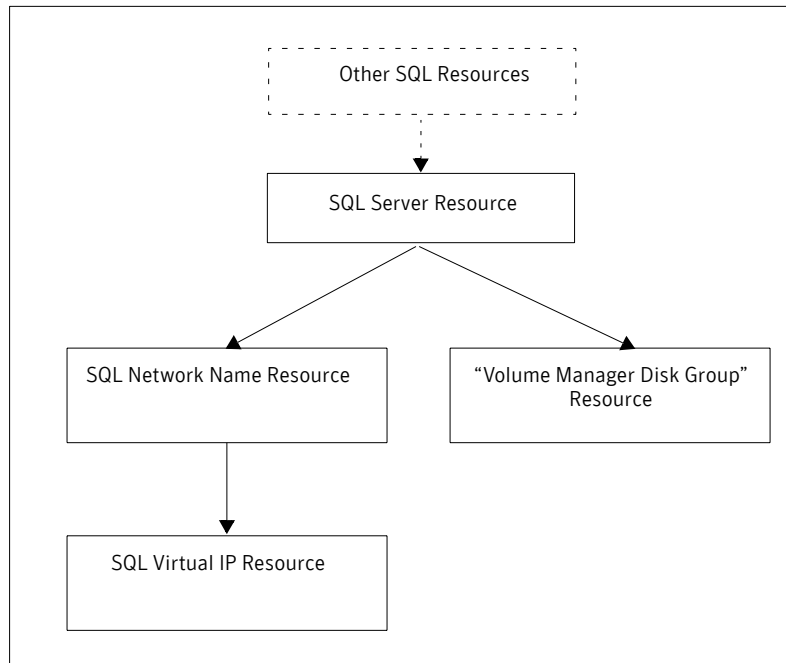 Other SQL Resources
SQL Server Resource
SQL Network Name Resource
“Volume Manager Disk Group”
Resource
SQL Virtual IP Resource